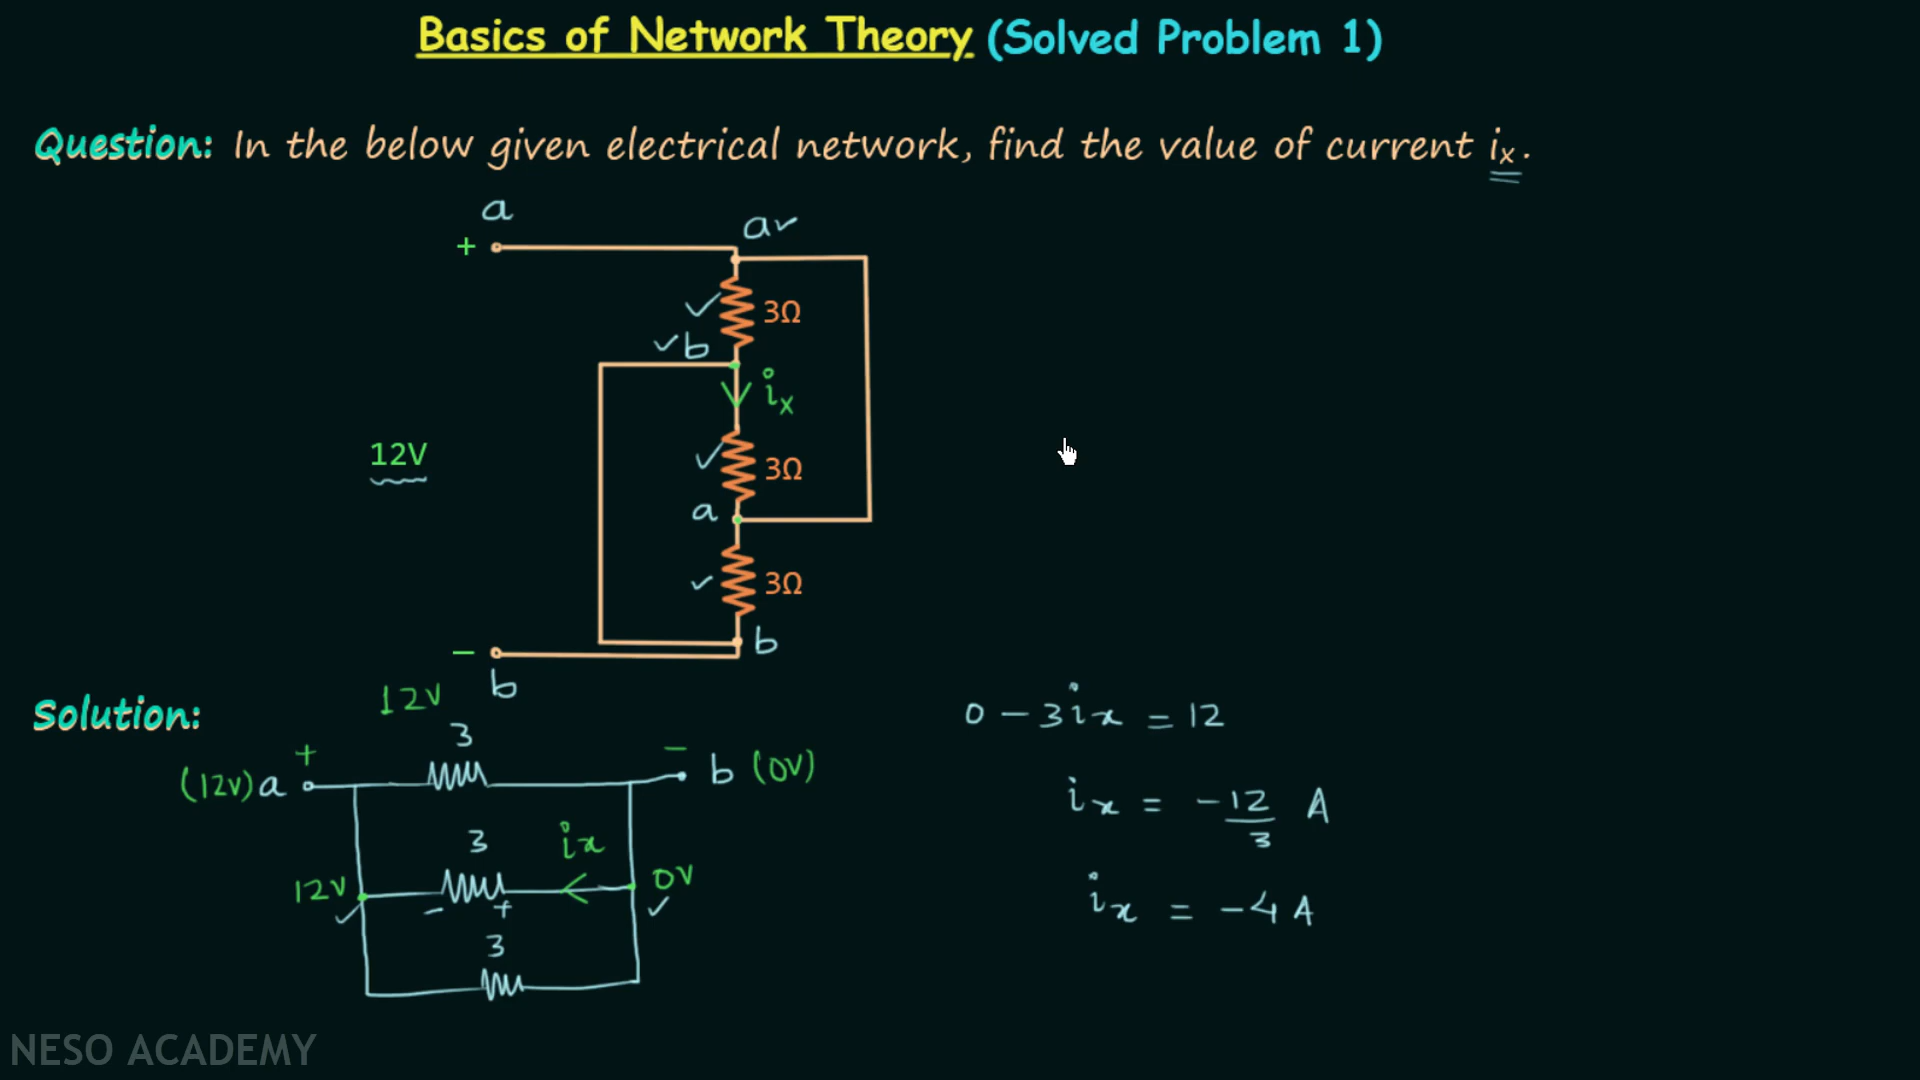 Basics of Network Theory (Solved Problem 1)
Question: In the below given electrical network, find the value of current iₓ.
a
a
+
3Ω
b
iₓ
12V
3Ω
a
3Ω
b
−
b
Solution:
12V
3
0 − 3ix = 12
+
−
(12V) a
b (0V)
ix = −12/3 A
3
ix
12V
0V
− +
ix = −4 A
3
NESO ACADEMY